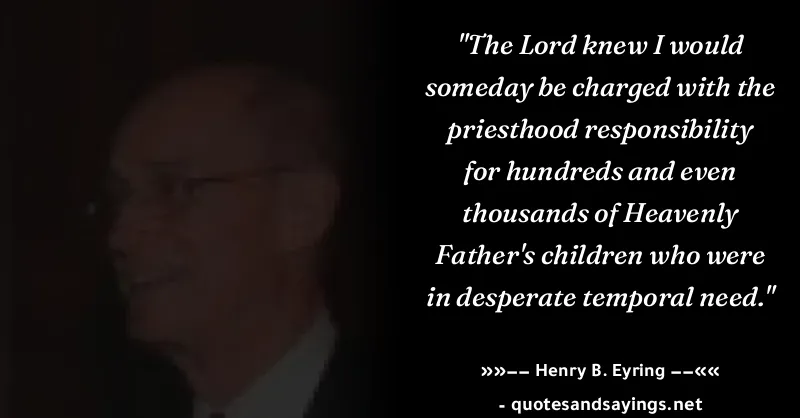 "The Lord knew I would
someday be charged with the
priesthood responsibility
for hundreds and even
thousands of Heavenly
Father's children who were
in desperate temporal need."
»»−− Henry B. Eyring −−««
- quotesandsayings.net